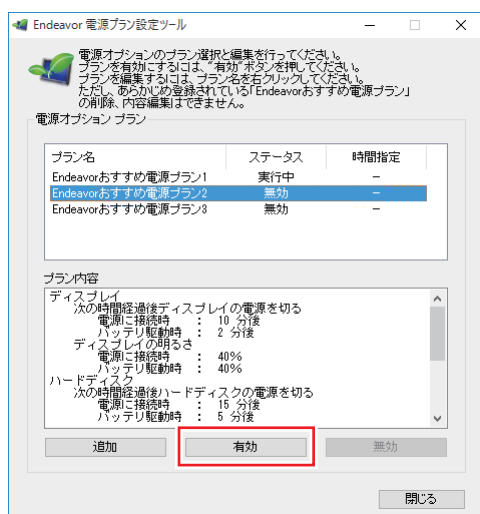 Endeavor 電源プラン設定ツール
電源オプションのプラン選択と編集を行ってください。
プランを有効にするには、"有効"ボタンを押してください。
プランを編集するには、プラン名を右クリックしてください。
ただし、あらかじめ登録されている「Endeavorおすすめ電源プラン」
の削除、内容編集はできません。
電源オプション プラン
プラン名 ステータス 時間指定
Endeavorおすすめ電源プラン1 実行中 －
Endeavorおすすめ電源プラン2 無効 －
Endeavorおすすめ電源プラン3 無効 －
プラン内容
ディスプレイ
次の時間経過後ディスプレイの電源を切る
電源に接続時 ： 10 分後
バッテリ駆動時 ： 2 分後
ディスプレイの明るさ
電源に接続時 ： 40%
バッテリ駆動時 ： 40%
ハードディスク
次の時間経過後ハードディスクの電源を切る
電源に接続時 ： 15 分後
バッテリ駆動時 ： 5 分後
追加 有効 無効
閉じる